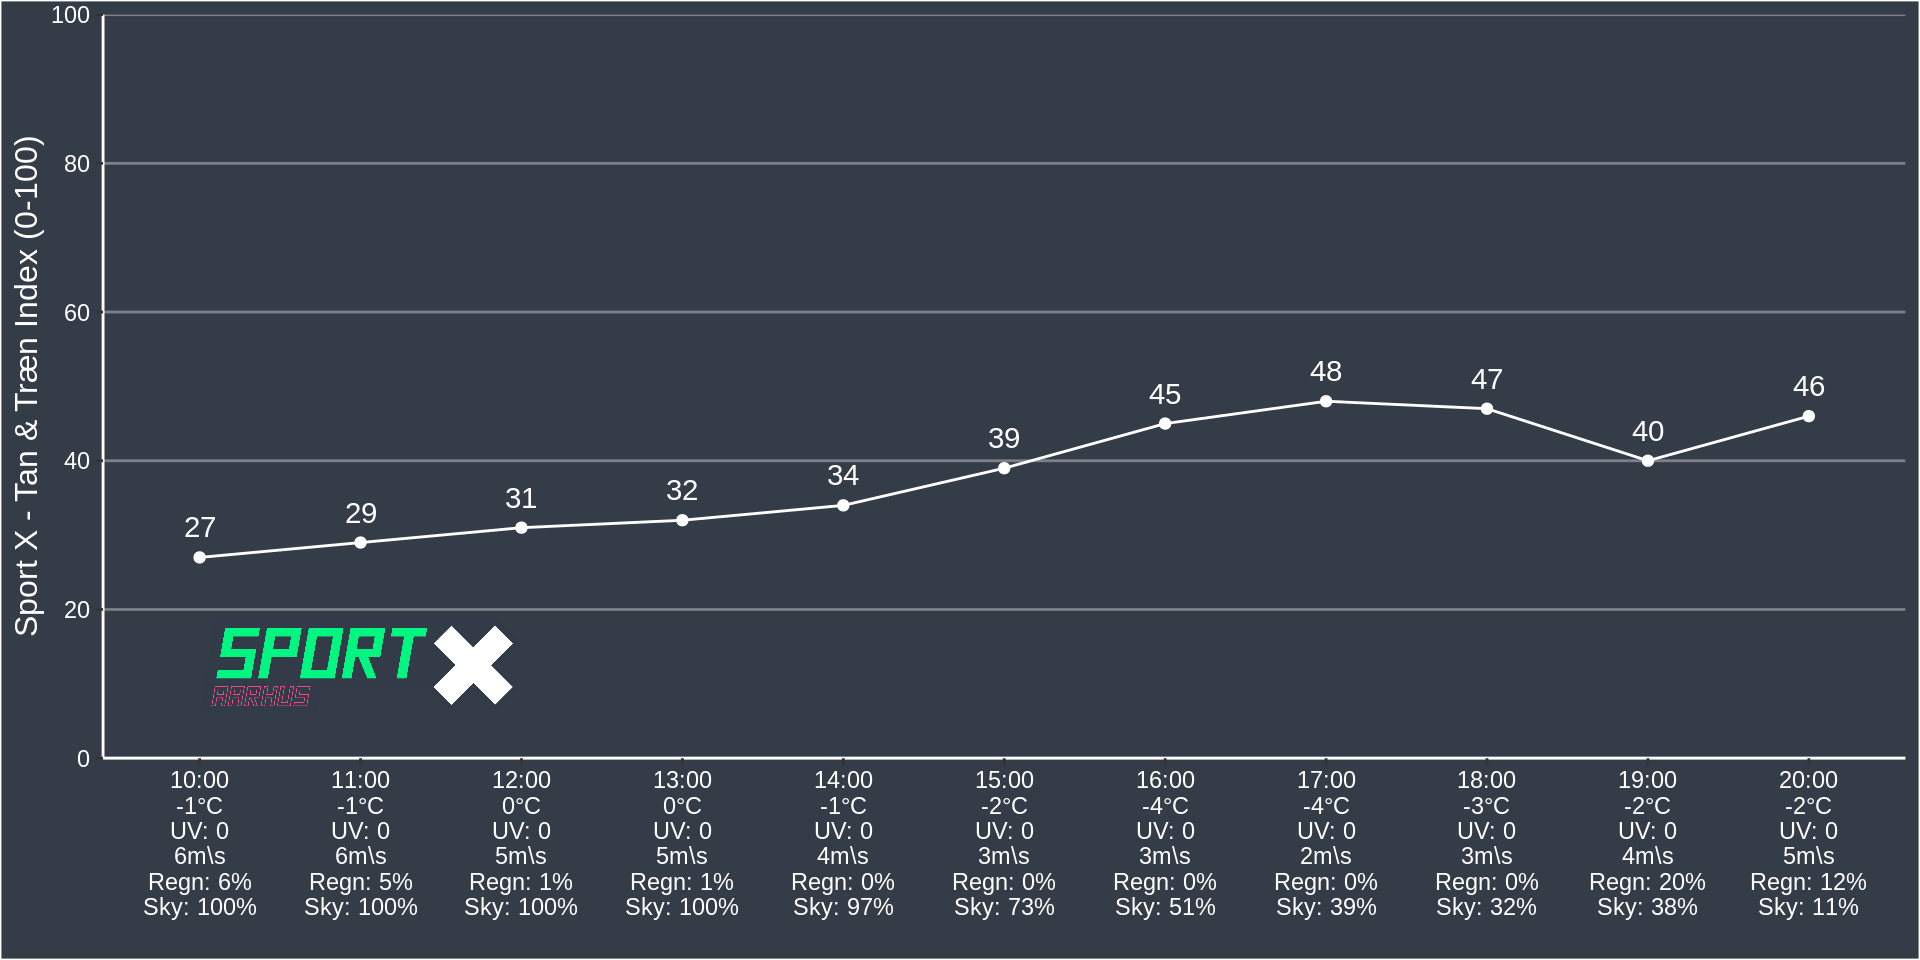 Sport X - Tan & Træn Index (0-100)
100
80
60
40
20
0
27
29
31
32
34
39
45
48
47
40
46
SPORT X
AARHUS
10:00 11:00 12:00 13:00 14:00 15:00 16:00 17:00 18:00 19:00 20:00
-1°C -1°C 0°C 0°C -1°C -2°C -4°C -4°C -3°C -2°C -2°C
UV: 0 UV: 0 UV: 0 UV: 0 UV: 0 UV: 0 UV: 0 UV: 0 UV: 0 UV: 0 UV: 0
6m\s 6m\s 5m\s 5m\s 4m\s 3m\s 3m\s 2m\s 3m\s 4m\s 5m\s
Regn: 6% Regn: 5% Regn: 1% Regn: 1% Regn: 0% Regn: 0% Regn: 0% Regn: 0% Regn: 0% Regn: 20% Regn: 12%
Sky: 100% Sky: 100% Sky: 100% Sky: 100% Sky: 97% Sky: 73% Sky: 51% Sky: 39% Sky: 32% Sky: 38% Sky: 11%